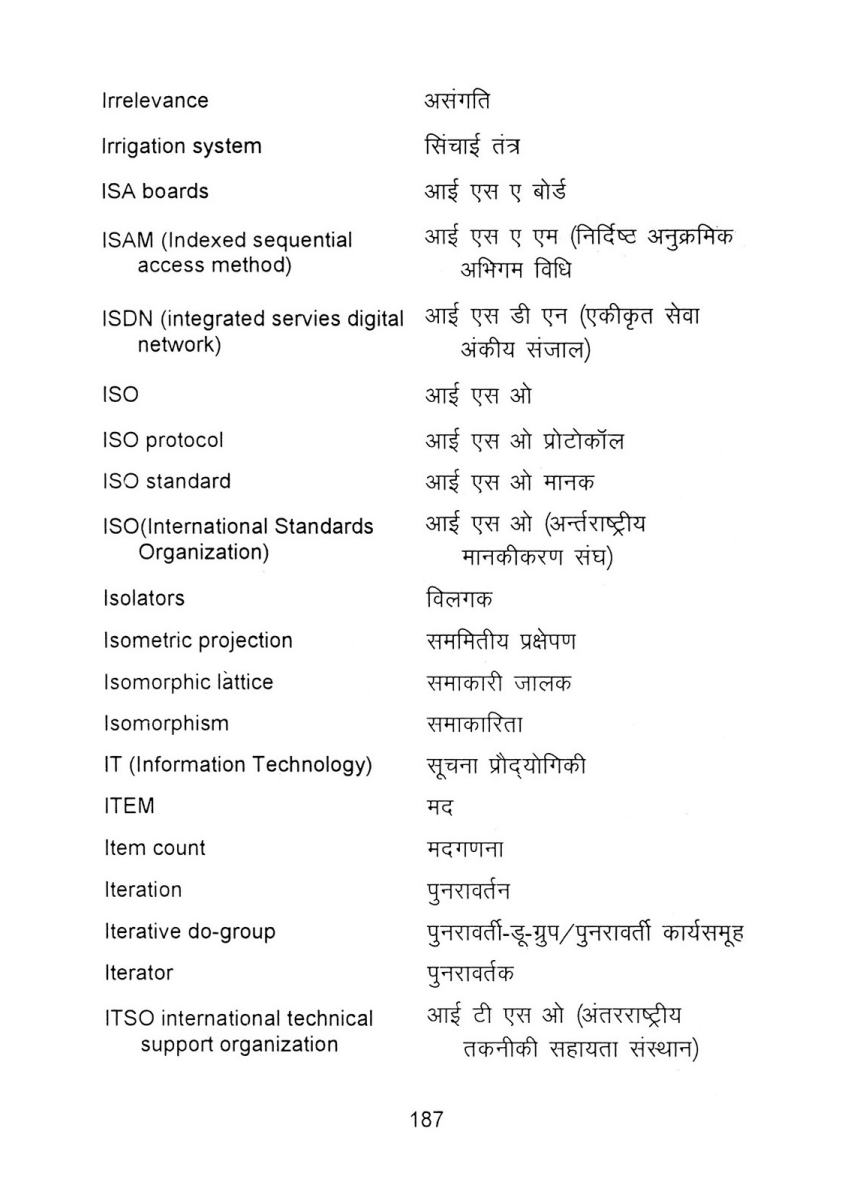 Irrelevance असंगति
Irrigation system सिंचाई तंत्र
ISA boards आई एस ए बोर्ड
ISAM (Indexed sequential आई एस ए एम (निर्दिष्ट अनुक्रमिक
access method) अभिगम विधि
ISDN (integrated servies digital आई एस डी एन (एकीकृत सेवा
network) अंकीय संजाल)
ISO आई एस ओ
ISO protocol आई एस ओ प्रोटोकॉल
ISO standard आई एस ओ मानक
ISO(International Standards आई एस ओ (अर्न्तराष्ट्रीय
Organization) मानकीकरण संघ)
Isolators विलगक
Isometric projection सममितीय प्रक्षेपण
Isomorphic lattice समाकारी जालक
Isomorphism समाकारिता
IT (Information Technology) सूचना प्रौद्योगिकी
ITEM मद
Item count मदगणना
Iteration पुनरावर्तन
Iterative do-group पुनरावर्ती-डू-ग्रुप/पुनरावर्ती कार्यसमूह
Iterator पुनरावर्तक
ITSO international technical आई टी एस ओ (अंतरराष्ट्रीय
support organization तकनीकी सहायता संस्थान)
187